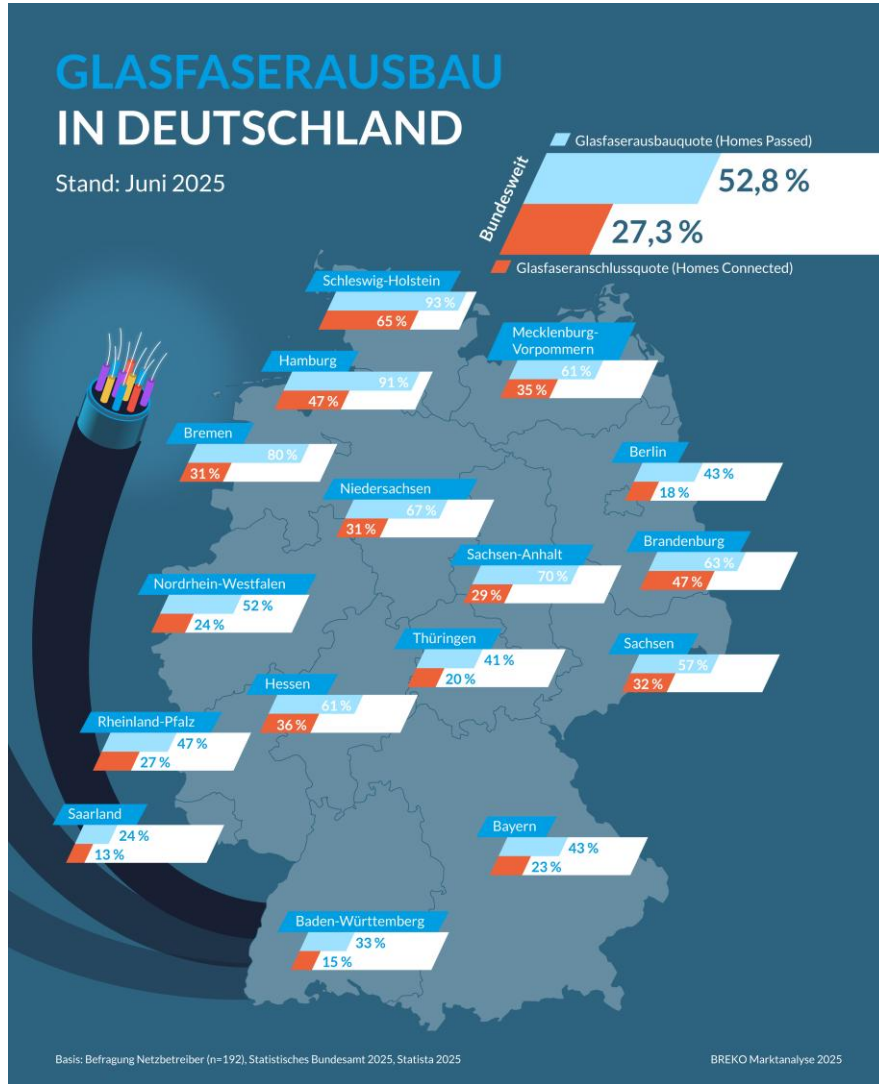 GLASFASERAUSBAU
IN DEUTSCHLAND
Stand: Juni 2025
Glasfaserausbauquote (Homes Passed)
Bundesweit
52,8 %
27,3 %
Glasfaseranschlussquote (Homes Connected)
Schleswig-Holstein
93 %
65 %
Mecklenburg-
Vorpommern
61 %
35 %
Hamburg
91 %
47 %
Bremen
80 %
31 %
Berlin
43 %
18 %
Niedersachsen
67 %
31 %
Brandenburg
63 %
47 %
Sachsen-Anhalt
70 %
29 %
Nordrhein-Westfalen
52 %
24 %
Thüringen
41 %
20 %
Sachsen
57 %
32 %
Hessen
61 %
36 %
Rheinland-Pfalz
47 %
27 %
Saarland
24 %
13 %
Bayern
43 %
23 %
Baden-Württemberg
33 %
15 %
Basis: Befragung Netzbetreiber (n=192), Statistisches Bundesamt 2025, Statista 2025
BREKO Marktanalyse 2025